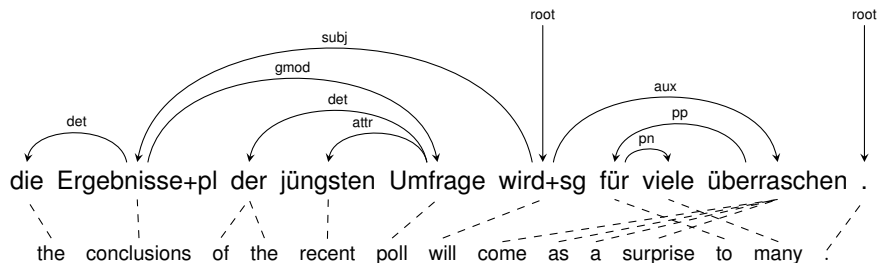 root root
subj
gmod aux
det pp
det attr pn
die Ergebnisse+pl der jüngsten Umfrage wird+sg für viele überraschen .
the conclusions of the recent poll will come as a surprise to many .